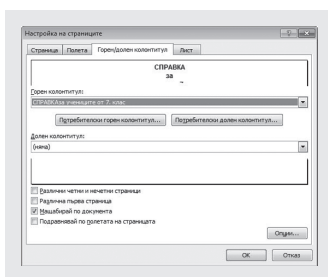 Настройка на страниците
Страница Полета Горен/долен колонтитул Лист
СПРАВКА
за
Горен колонтитул:
СПРАВКАза учениците от 7. клас
Потребителски горен колонтитул... Потребителски долен колонтитул...
Долен колонтитул:
(няма)
Различни четни и нечетни страници
Различна първа страница
Мащабирай по документа
Подравнявай по полетата на страницата
Опции...
ОК Отказ